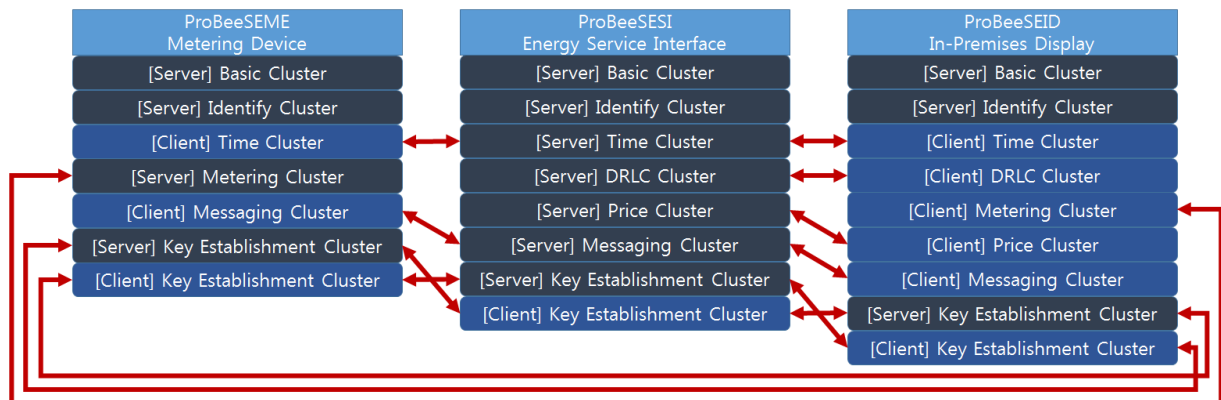 ProBeeSEME
Metering Device
[Server] Basic Cluster
[Server] Identify Cluster
[Client] Time Cluster
[Server] Metering Cluster
[Client] Messaging Cluster
[Server] Key Establishment Cluster
[Client] Key Establishment Cluster
ProBeeSESI
Energy Service Interface
[Server] Basic Cluster
[Server] Identify Cluster
[Server] Time Cluster
[Server] DRLC Cluster
[Server] Price Cluster
[Server] Messaging Cluster
[Server] Key Establishment Cluster
[Client] Key Establishment Cluster
ProBeeSEID
In-Premises Display
[Server] Basic Cluster
[Server] Identify Cluster
[Client] Time Cluster
[Client] DRLC Cluster
[Client] Metering Cluster
[Client] Price Cluster
[Client] Messaging Cluster
[Server] Key Establishment Cluster
[Client] Key Establishment Cluster